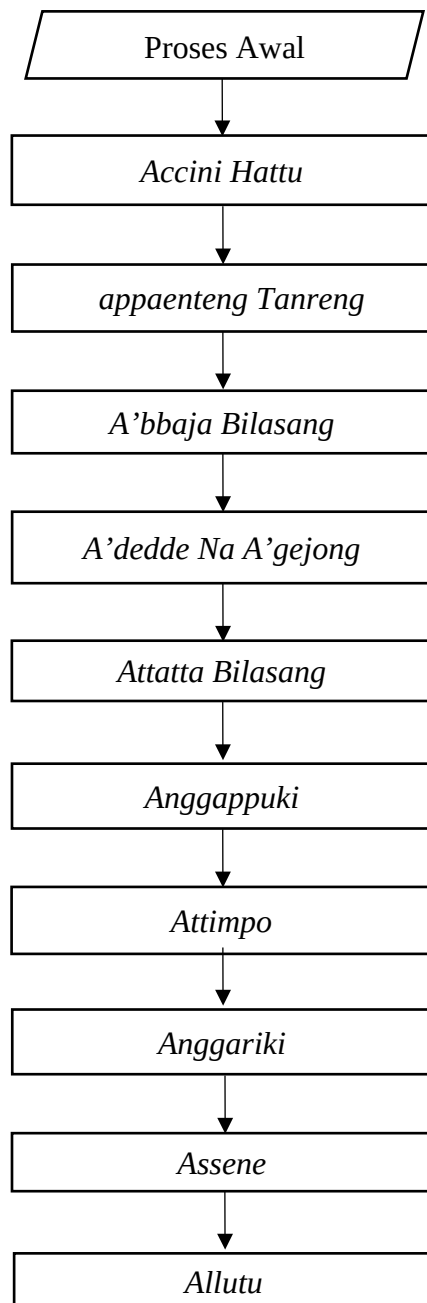 Proses Awal
Accini Hattu
appaenteng Tanreng
A’bbaja Bilasang
A’dedde Na A’gejong
Attatta Bilasang
Anggappuki
Attimpo
Anggariki
Assene
Allutu